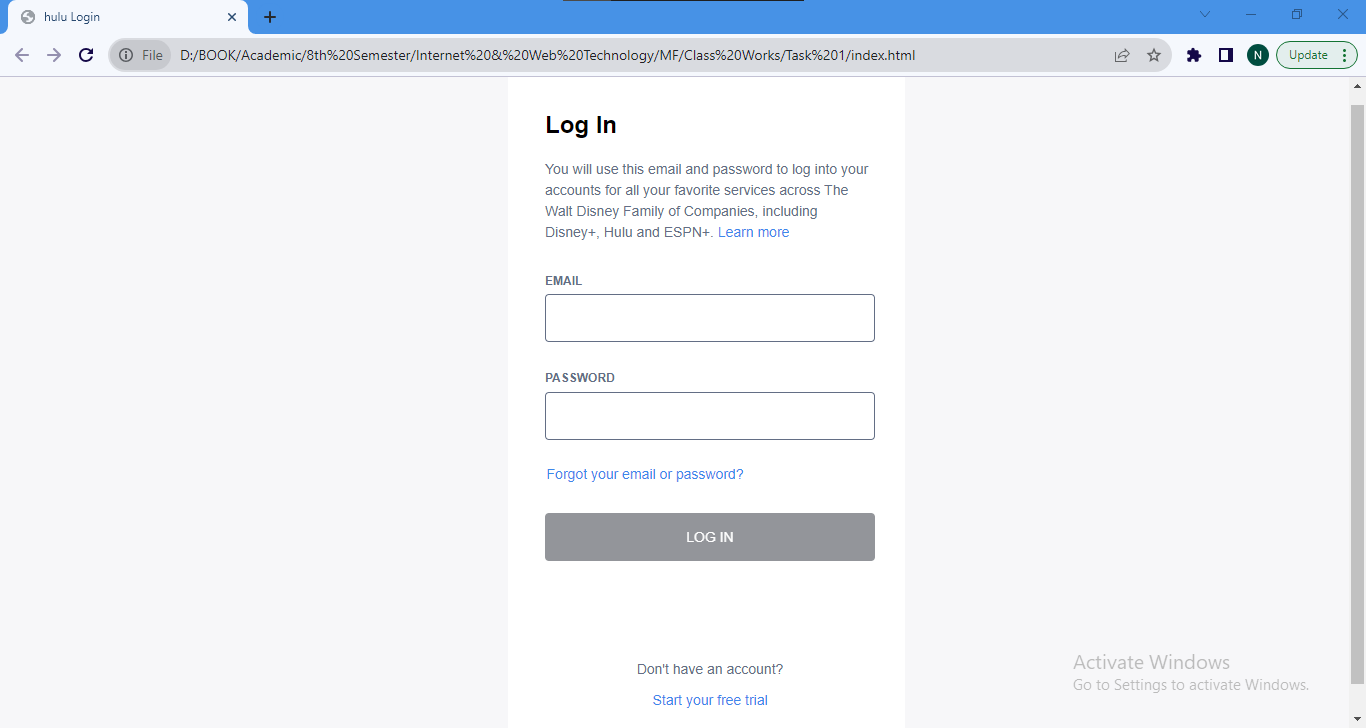 hulu Login
File
D:/BOOK/Academic/8th%20Semester/Internet%20&%20Web%20Technology/MF/Class%20Works/Task%201/index.html
N
Update
Log In
You will use this email and password to log into your
accounts for all your favorite services across The
Walt Disney Family of Companies, including
Disney+, Hulu and ESPN+. Learn more
EMAIL
PASSWORD
Forgot your email or password?
LOG IN
Don't have an account?
Start your free trial
Activate Windows
Go to Settings to activate Windows.